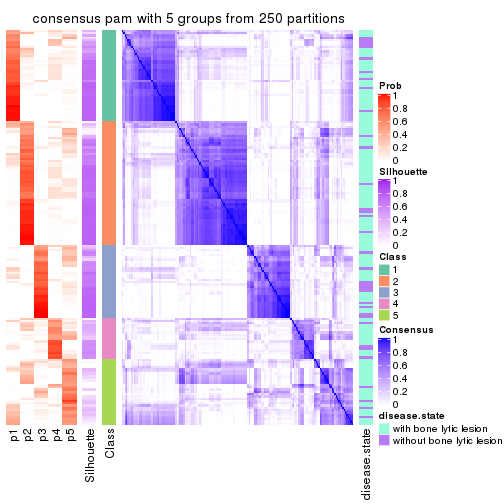 consensus pam with 5 groups from 250 partitions
Prob
1
0.8
0.6
0.4
0.2
0
Silhouette
1
0.8
0.6
0.4
0.2
0
Class
1
2
3
4
5
Consensus
1
0.8
0.6
0.4
0.2
0
disease.state
with bone lytic lesion
without bone lytic lesion
p1
p2
p3
p4
p5
Silhouette
Class
disease.state